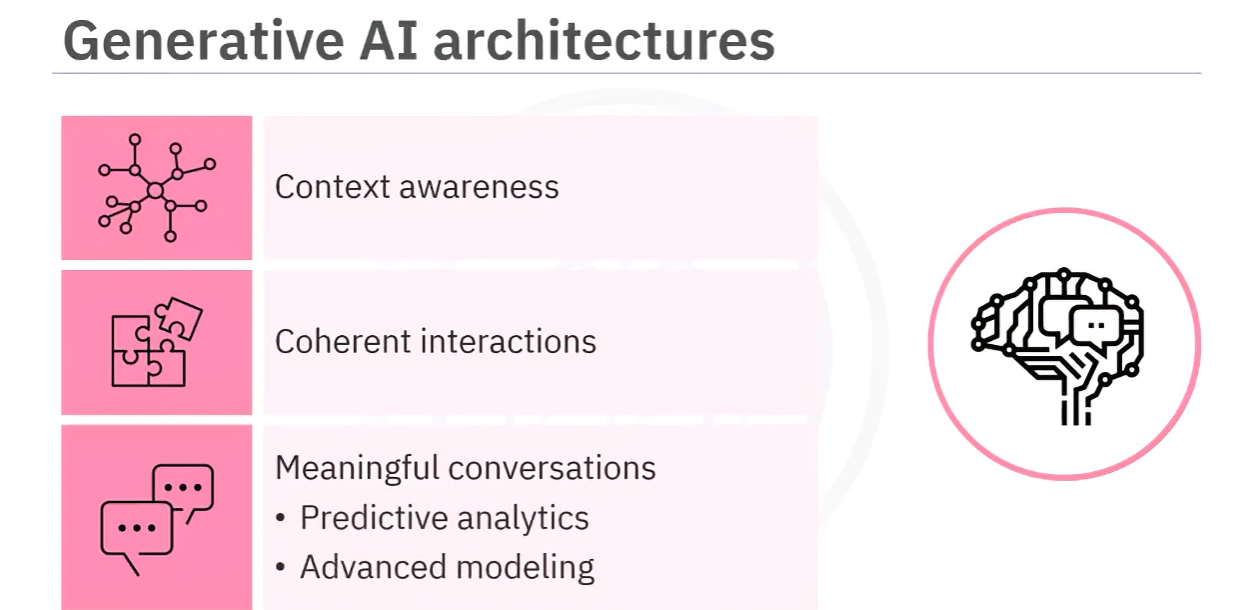 Generative AI architectures
Context awareness
Coherent interactions
Meaningful conversations
• Predictive analytics
• Advanced modeling